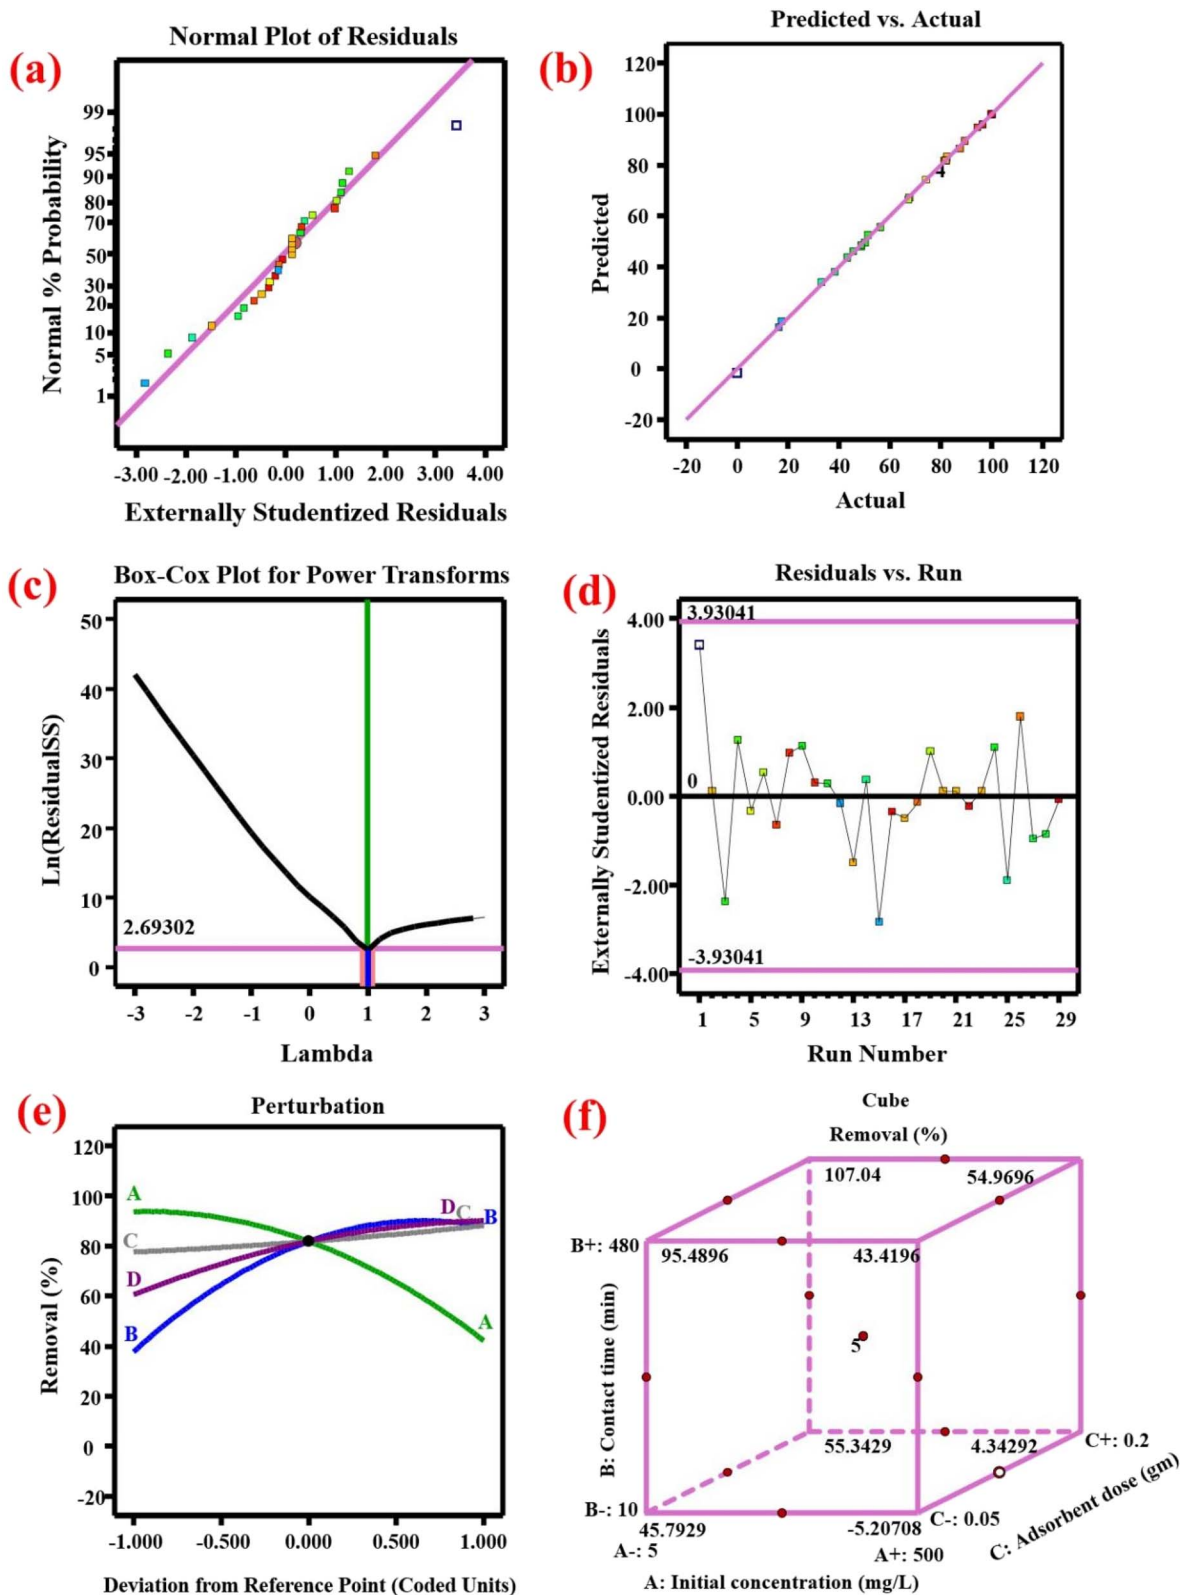 (a)
Normal Plot of Residuals
Normal % Probability
99
95
90
80
70
50
30
20
10
5
1
-3.00 -2.00 -1.00 0.00 1.00 2.00 3.00 4.00
Externally Studentized Residuals
(b)
Predicted vs. Actual
Predicted
120
100
80
60
40
20
0
-20
4
-20 0 20 40 60 80 100 120
Actual
(c)
Box-Cox Plot for Power Transforms
Ln(ResidualSS)
50
40
30
20
10
0
2.69302
-3 -2 -1 0 1 2 3
Lambda
(d)
Residuals vs. Run
Externally Studentized Residuals
4.00
2.00
0.00
-2.00
-4.00
3.93041
0
-3.93041
1 5 9 13 17 21 25 29
Run Number
(e)
Perturbation
Removal (%)
120
100
80
60
40
20
0
-20
A
C
D
B
D C B
A
-1.000 -0.500 0.000 0.500 1.000
Deviation from Reference Point (Coded Units)
(f)
Cube
Removal (%)
107.04 54.9696
B+: 480
95.4896 43.4196
B: Contact time (min)
5
55.3429 4.34292
C+: 0.2
B-: 10
C-: 0.05
C: Adsorbent dose (gm)
45.7929 -5.20708
A-: 5 A+: 500
A: Initial concentration (mg/L)